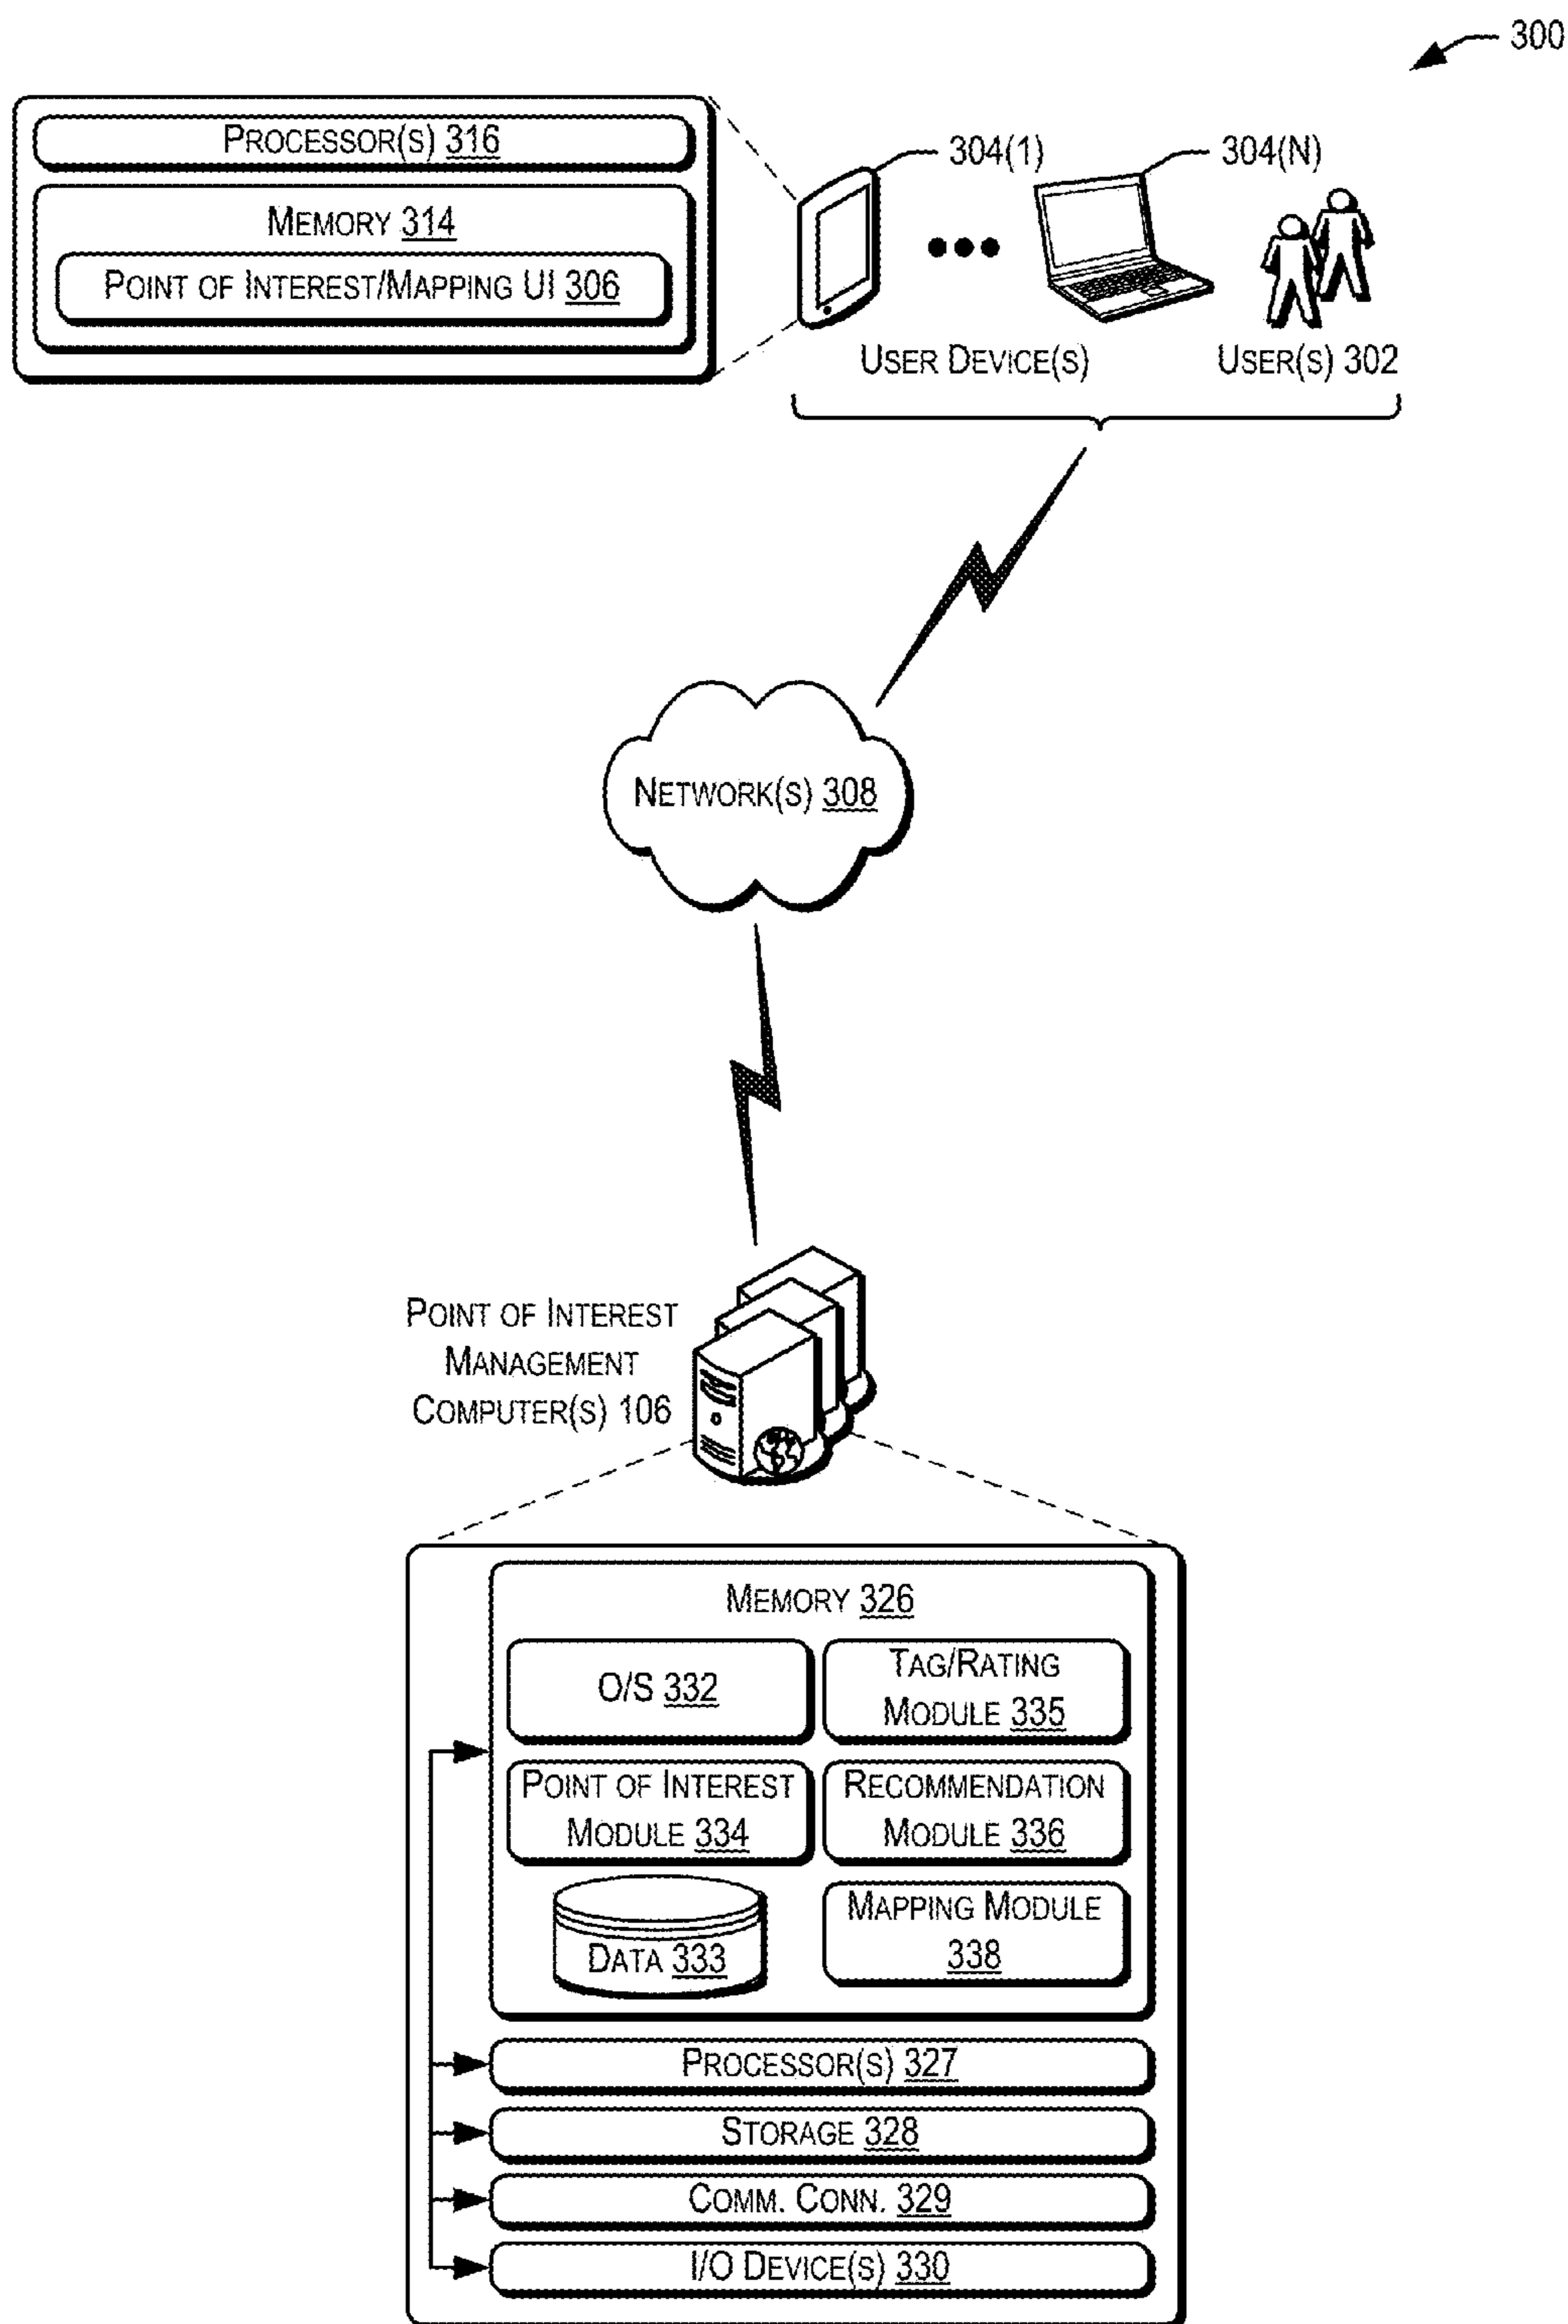 300
PROCESSOR(S) 316
304(1)
304(N)
MEMORY 314
POINT OF INTEREST/MAPPING UI 306
USER DEVICE(S)
USER(S) 302
NETWORK(S) 308
POINT OF INTEREST
MANAGEMENT
COMPUTER(S) 106
MEMORY 326
O/S 332
TAG/RATING
MODULE 335
POINT OF INTEREST
MODULE 334
RECOMMENDATION
MODULE 336
DATA 333
MAPPING MODULE
338
PROCESSOR(S) 327
STORAGE 328
COMM. CONN. 329
I/O DEVICE(S) 330